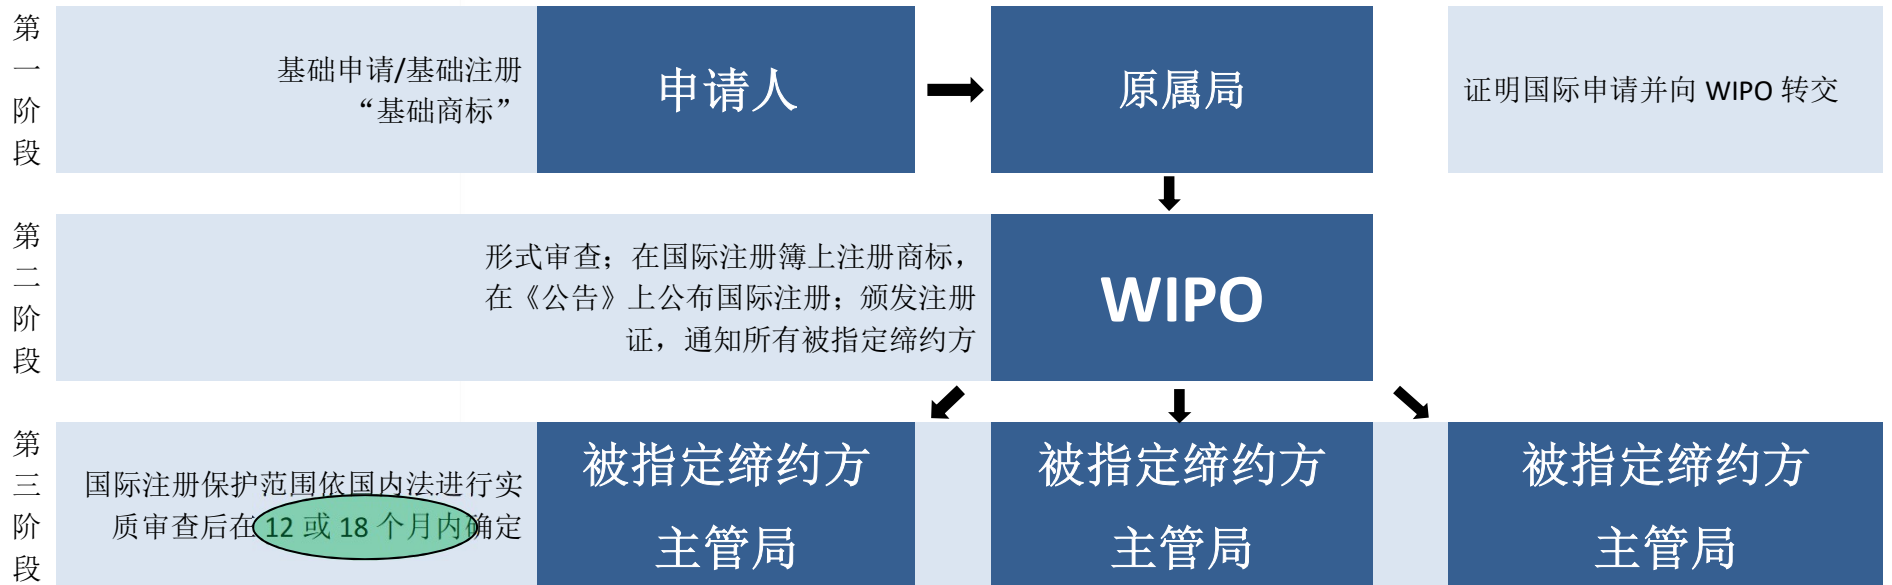 第一阶段
基础申请/基础注册
“基础商标”
申请人
原属局
证明国际申请并向 WIPO 转交
第二阶段
形式审查；在国际注册簿上注册商标，
在《公告》上公布国际注册；颁发注册
证，通知所有被指定缔约方
WIPO
第三阶段
国际注册保护范围依国内法进行实
质审查后在 12 或 18 个月内确定
被指定缔约方
主管局
被指定缔约方
主管局
被指定缔约方
主管局